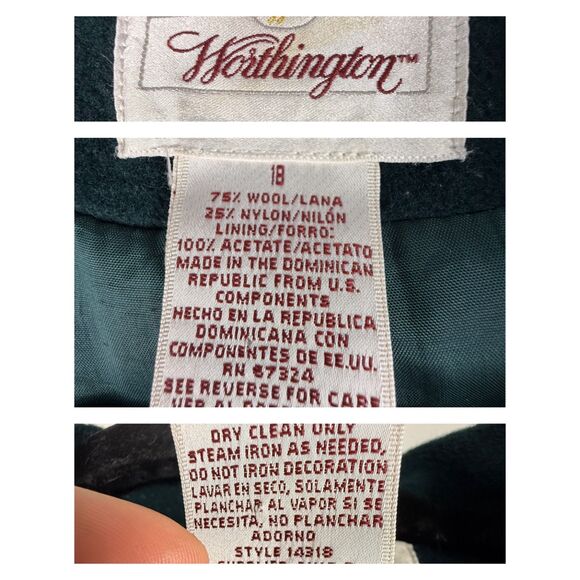 Worthington™
18
75% WOOL/LANA
25% NYLON/NILÓN
LINING/FORRO:
100% ACETATE/ACETATO
MADE IN THE DOMINICAN
REPUBLIC FROM U.S.
COMPONENTS
HECHO EN LA REPUBLICA
DOMINICANA CON
COMPONENTES DE EE.UU.
RN 67324
SEE REVERSE FOR CARE
VER AL
DRY CLEAN ONLY
STEAM IRON AS NEEDED,
DO NOT IRON DECORATION
LAVAR EN SECO, SOLAMENTE
PLANCHAR AL VAPOR SI SE
NECESITA, NO PLANCHAR
ADORNO
STYLE 14318